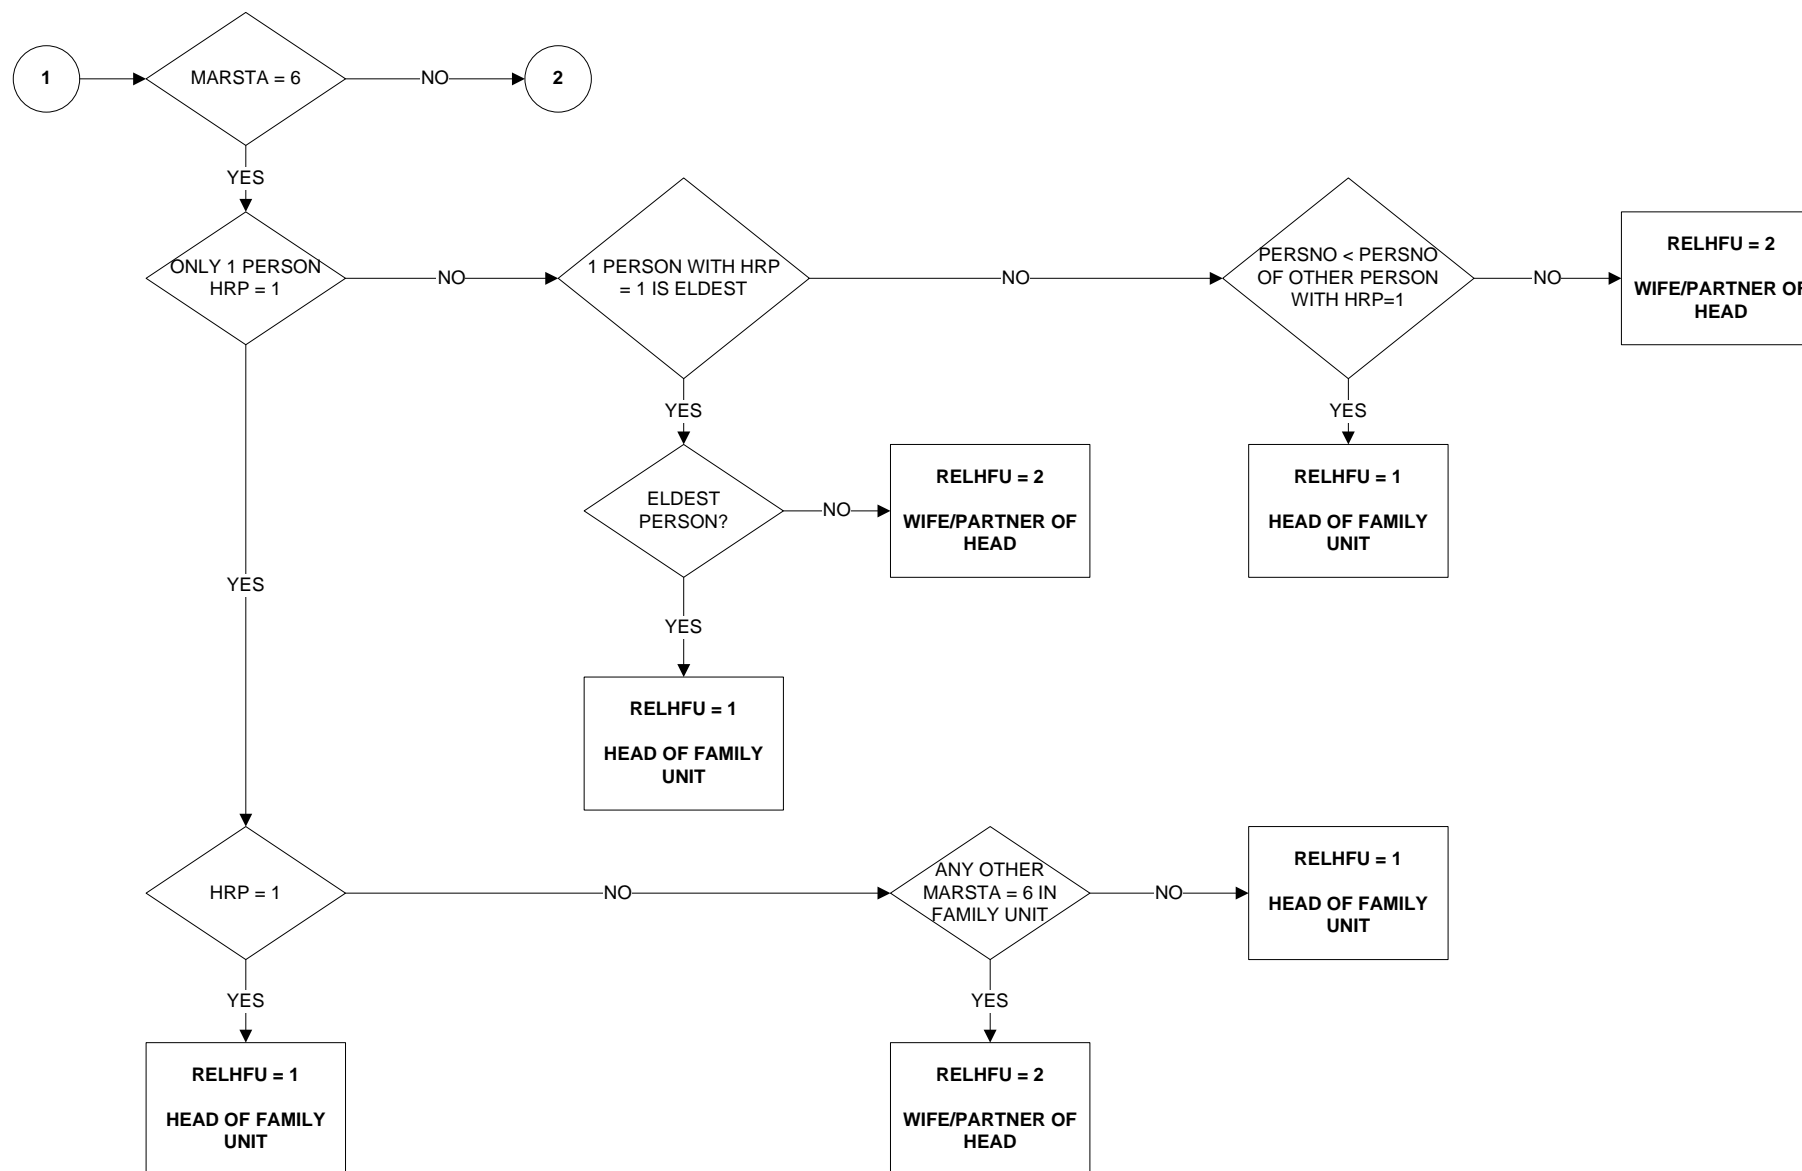 1
MARSTA = 6
NO
2
YES
ONLY 1 PERSON
HRP = 1
NO
1 PERSON WITH HRP
= 1 IS ELDEST
NO
PERSNO < PERSNO
OF OTHER PERSON
WITH HRP=1
NO
RELHFU = 2
WIFE/PARTNER OF
HEAD
YES
YES
ELDEST
PERSON?
NO
RELHFU = 2
WIFE/PARTNER OF
HEAD
RELHFU = 1
HEAD OF FAMILY
UNIT
YES
YES
RELHFU = 1
HEAD OF FAMILY
UNIT
HRP = 1
NO
ANY OTHER
MARSTA = 6 IN
FAMILY UNIT
NO
RELHFU = 1
HEAD OF FAMILY
UNIT
YES
YES
RELHFU = 1
HEAD OF FAMILY
UNIT
RELHFU = 2
WIFE/PARTNER OF
HEAD